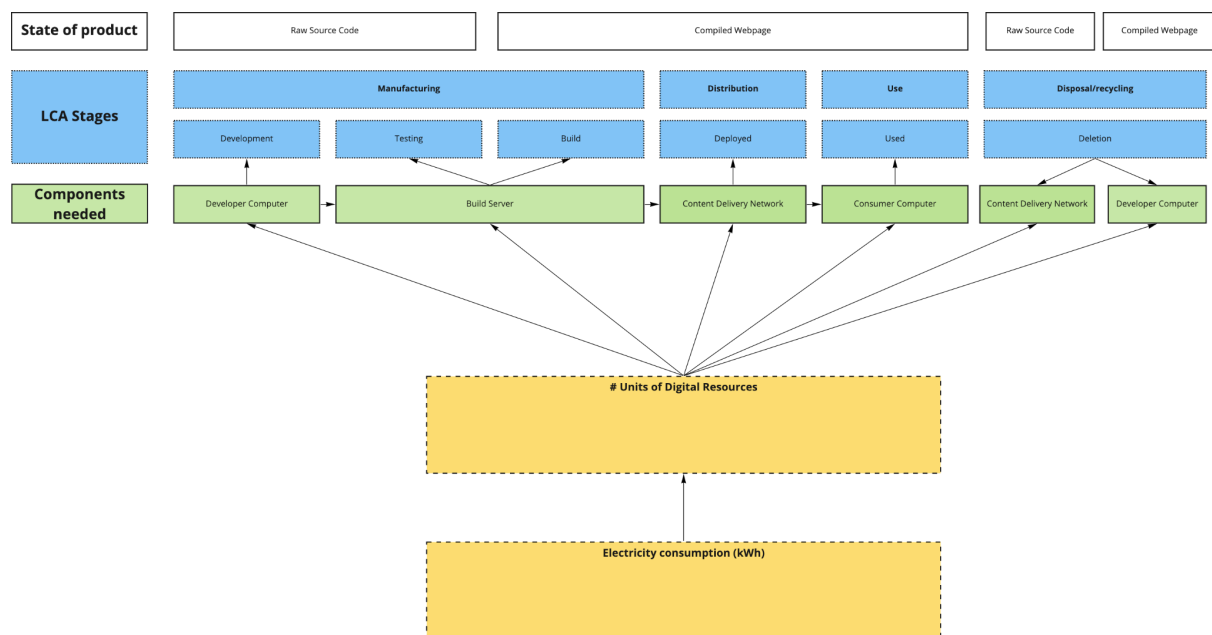 State of product
Raw Source Code
Compiled Webpage
Raw Source Code
Compiled Webpage
LCA Stages
Manufacturing
Distribution
Use
Disposal/recycling
Development
Testing
Build
Deployed
Used
Deletion
Components
needed
Developer Computer
Build Server
Content Delivery Network
Consumer Computer
Content Delivery Network
Developer Computer
# Units of Digital Resources
Electricity consumption (kWh)